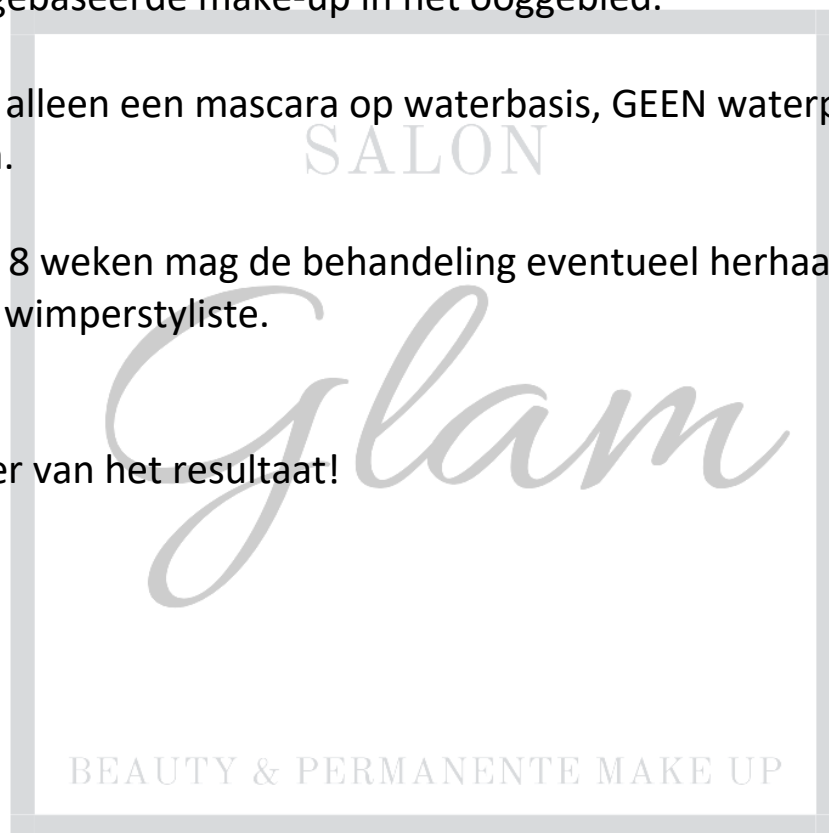 gebaseerde make-up in het ooggebied.
alleen een mascara op waterbasis, GEEN waterp
SALON
8 weken mag de behandeling eventueel herhaa
wimperstyliste.
Glam
er van het resultaat!
BEAUTY & PERMANENTE MAKE UP